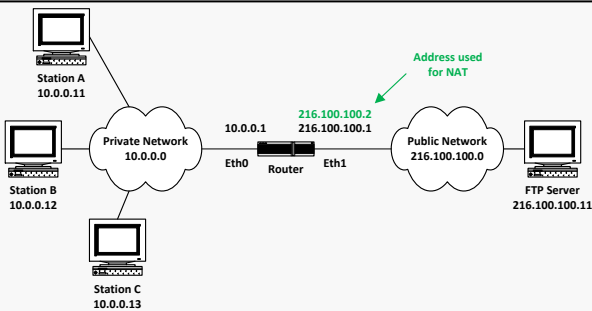 Station A
10.0.0.11
Station B
10.0.0.12
Station C
10.0.0.13
Private Network
10.0.0.0
10.0.0.1
Eth0
Router
Eth1
216.100.100.2
216.100.100.1
Address used
for NAT
Public Network
216.100.100.0
FTP Server
216.100.100.11